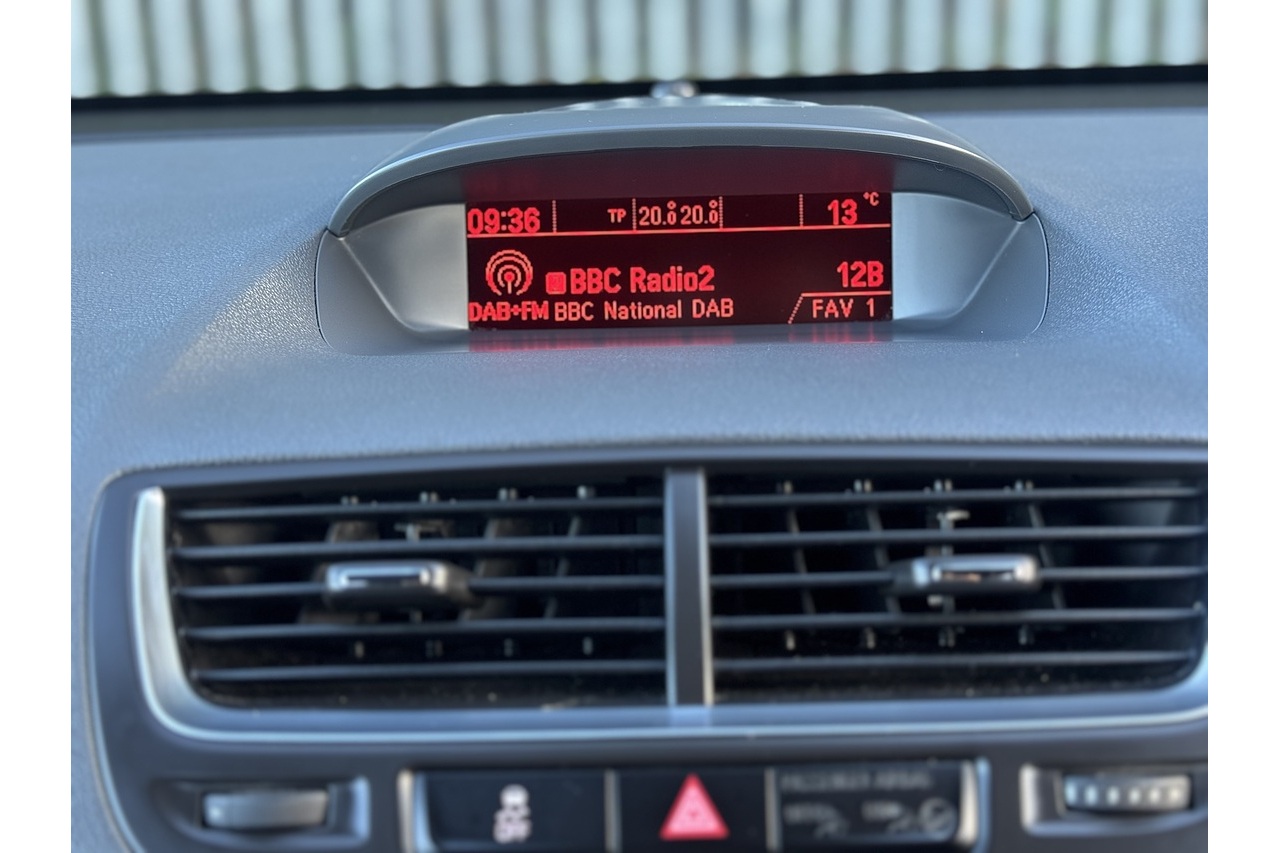 09:36 TP 20.0 20.0 13 °C
BBC Radio2 12B
DAB+FM BBC National DAB FAV 1
OFF